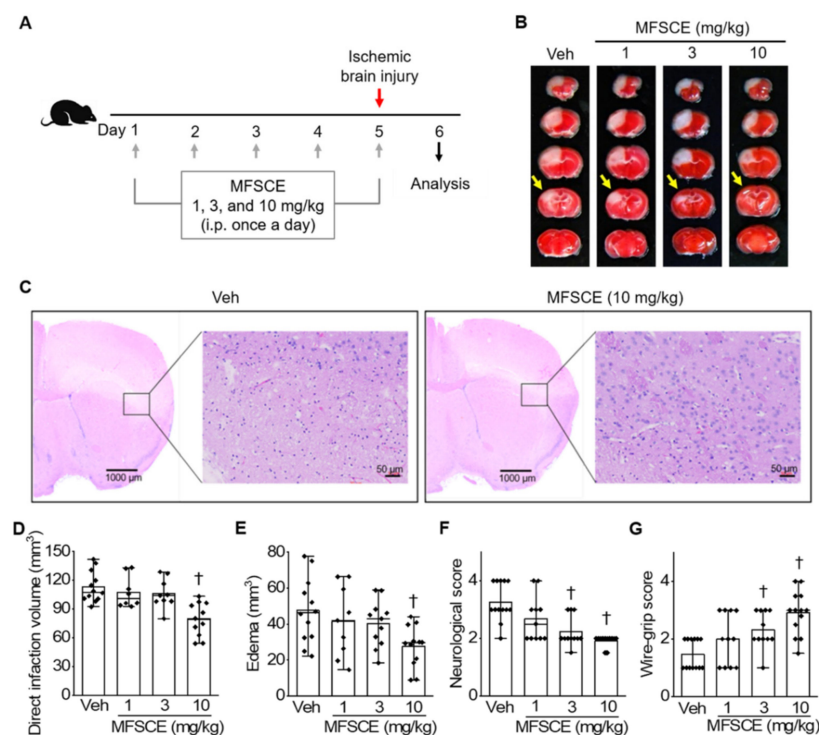 A
Ischemic
brain injury
Day 1 2 3 4 5 6
MFSCE
1, 3, and 10 mg/kg
(i.p. once a day)
Analysis
B
MFSCE (mg/kg)
Veh 1 3 10
C
Veh
1000 µm
50 µm
MFSCE (10 mg/kg)
1000 µm
50 µm
D
Direct infaction volume (mm³)
150
120
90
60
30
0
†
Veh 1 3 10
MFSCE (mg/kg)
E
Edema (mm³)
80
60
40
20
0
†
Veh 1 3 10
MFSCE (mg/kg)
F
Neurological score
4
2
0
† †
Veh 1 3 10
MFSCE (mg/kg)
G
Wire-grip score
4
2
0
† †
Veh 1 3 10
MFSCE (mg/kg)